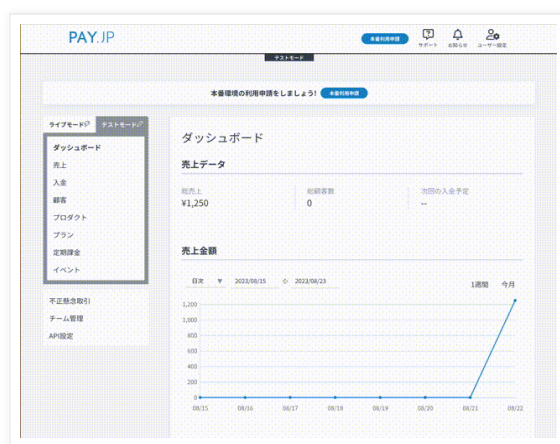 PAY.JP
本番利用申請
サポート
お知らせ
ユーザー設定
テストモード
本番環境の利用申請をしましょう! 本番利用申請
ライブモード テストモード
ダッシュボード
売上
入金
顧客
プロダクト
プラン
定期課金
イベント
不正懸念取引
チーム管理
API設定
ダッシュボード
売上データ
総売上 総顧客数 次回の入金予定
¥1,250 0 --
売上金額
日次 ▼ 2023/08/15 2023/08/23
1週間 今月
1,200
1,000
800
600
400
200
0
08/15 08/16 08/17 08/18 08/19 08/20 08/21 08/22